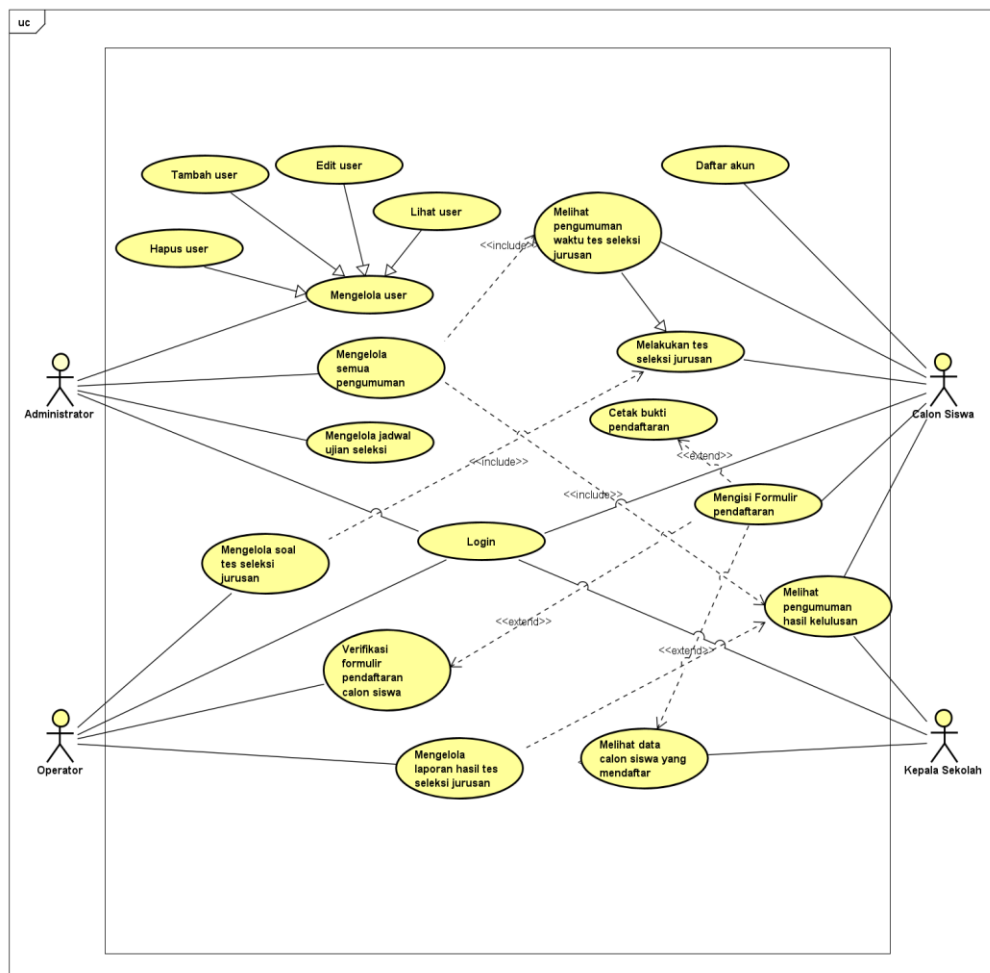 uc
Edit user
Daftar akun
Tambah user
Lihat user
Melihat
pengumuman
waktu tes seleksi
jurusan
<<include>>
Hapus user
Mengelola user
Mengelola
semua
pengumuman
Melakukan tes
seleksi jurusan
Administrator
Calon Siswa
Cetak bukti
pendaftaran
Mengelola jadwal
ujian seleksi
<<extend>>
<<include>>
<<include>>
Mengisi Formulir
pendaftaran
Login
Mengelola soal
tes seleksi
jurusan
Melihat
pengumuman
hasil kelulusan
<<extend>>
<<extend>>
Verifikasi
formulir
pendaftaran
calon siswa
Mengelola
laporan hasil tes
seleksi jurusan
Melihat data
calon siswa yang
mendaftar
Operator
Kepala Sekolah